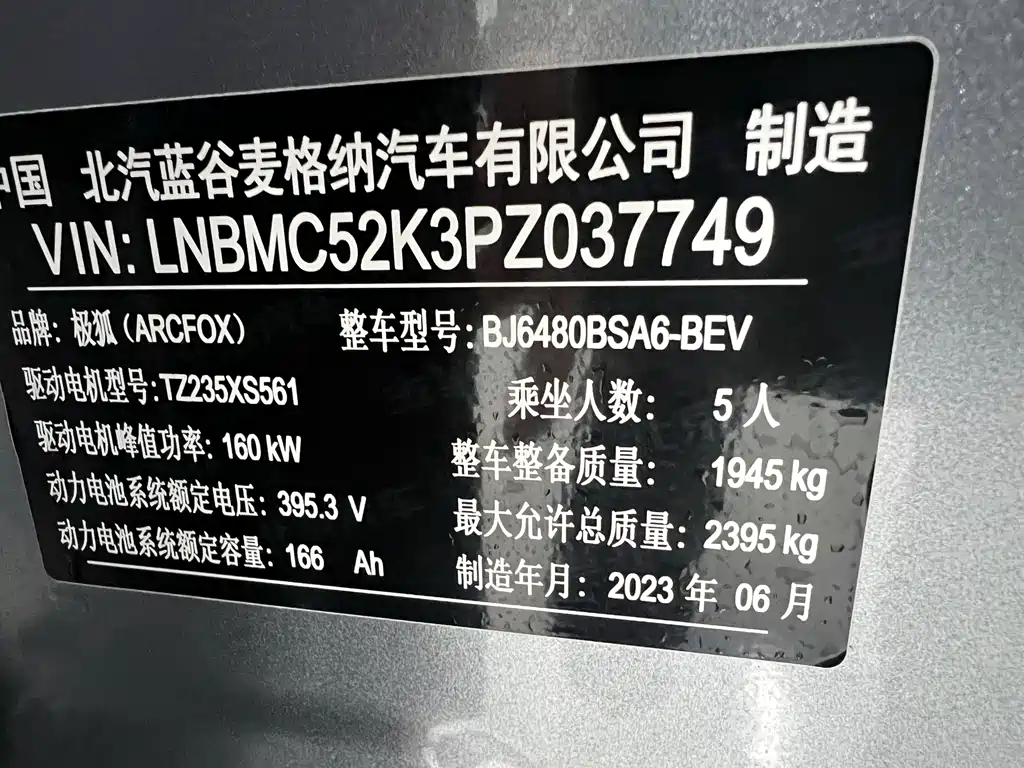 中国 北汽蓝谷麦格纳汽车有限公司 制造
VIN: LNBMC52K3PZ037749
品牌: 极狐(ARCFOX) 整车型号: BJ6480BSA6-BEV
驱动电机型号:TZ235XS561 乘坐人数: 5 人
驱动电机峰值功率: 160 kW 整车整备质量: 1945 kg
动力电池系统额定电压: 395.3 V 最大允许总质量: 2395 kg
动力电池系统额定容量: 166 Ah 制造年月: 2023 年 06 月